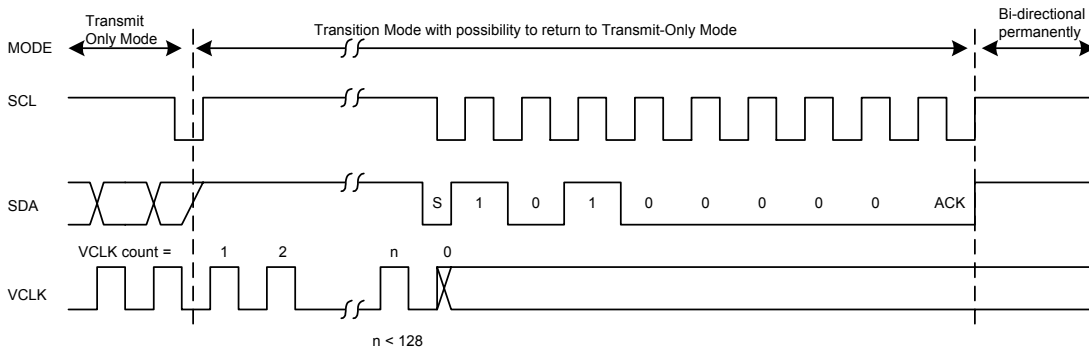 Transmit
Only Mode
Transition Mode with possibility to return to Transmit-Only Mode
Bi-directional
permanently
MODE
SCL
SDA
S 1 0 1 0 0 0 0 0 ACK
VCLK count = 1 2 n 0
VCLK
n < 128